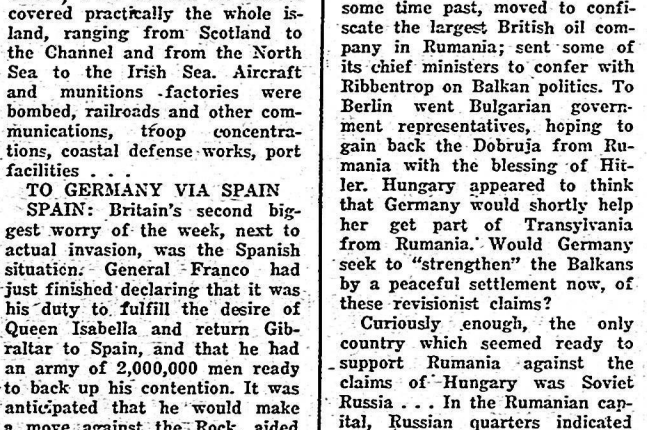 covered practically the whole is-
land, ranging from Scotland to
the Channel and from the North
Sea to the Irish Sea. Aircraft
and munitions factories were
bombed, railroads and other com-
munications, troop concentra-
tions, coastal defense works, port
facilities . . .
TO GERMANY VIA SPAIN
SPAIN: Britain's second big-
gest worry of the week, next to
actual invasion, was the Spanish
situation. General Franco had
just finished declaring that it was
his duty to fulfill the desire of
Queen Isabella and return Gib-
raltar to Spain, and that he had
an army of 2,000,000 men ready
to back up his contention. It was
anticipated that he would make
a move against the Rock, aided
some time past, moved to confi-
scate the largest British oil com-
pany in Rumania; sent some of
its chief ministers to confer with
Ribbentrop on Balkan politics. To
Berlin went Bulgarian govern-
ment representatives, hoping to
gain back the Dobruja from Ru-
mania with the blessing of Hit-
ler. Hungary appeared to think
that Germany would shortly help
her get part of Transylvania
from Rumania. Would Germany
seek to "strengthen" the Balkans
by a peaceful settlement now, of
these revisionist claims?
Curiously enough, the only
country which seemed ready to
support Rumania against the
claims of Hungary was Soviet
Russia . . . In the Rumanian cap-
ital, Russian quarters indicated